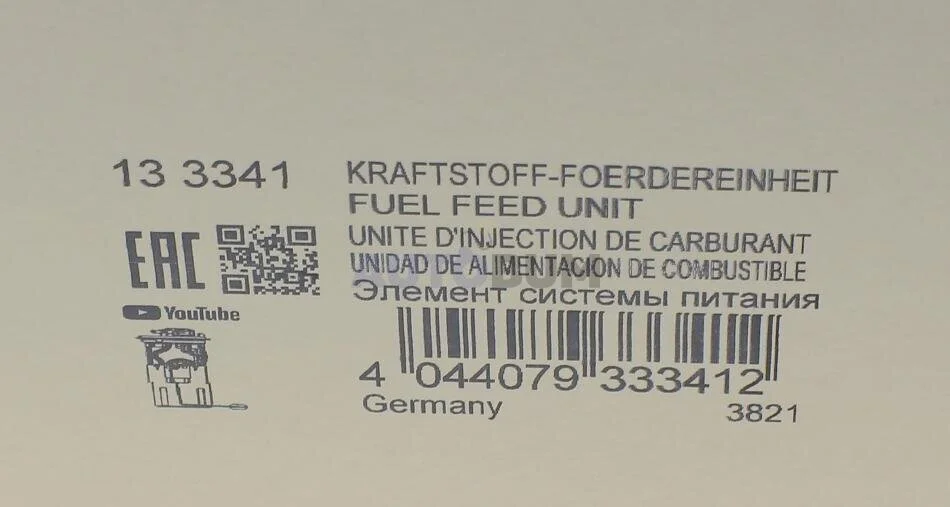 13 3341
KRAFTSTOFF-FOERDEREINHEIT
FUEL FEED UNIT
UNITE D'INJECTION DE CARBURANT
UNIDAD DE ALIMENTACION DE COMBUSTIBLE
Элемент системы питания
EAC
YouTube
AUTOBUM
4 044079 333412
Germany
3821